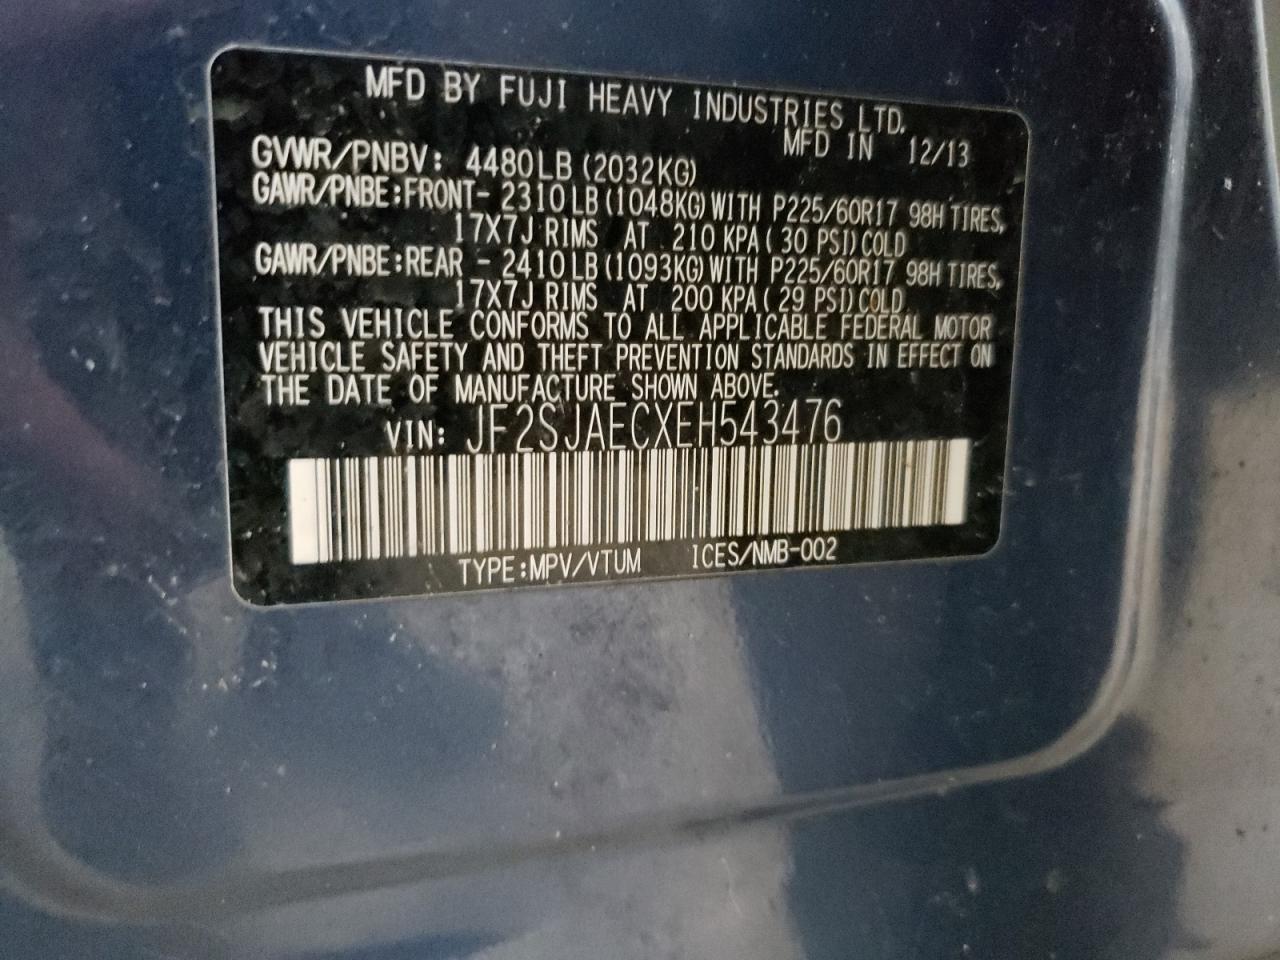 MFD BY FUJI HEAVY INDUSTRIES LTD.
MFD IN 12/13
GVWR/PNBV: 4480LB (2032KG)
GAWR/PNBE:FRONT- 2310LB (1048KG) WITH P225/60R17 98H TIRES,
17X7J RIMS AT 210 KPA ( 30 PSI) COLD
GAWR/PNBE:REAR - 2410LB (1093KG) WITH P225/60R17 98H TIRES,
17X7J RIMS AT 200 KPA ( 29 PSI) COLD
THIS VEHICLE CONFORMS TO ALL APPLICABLE FEDERAL MOTOR
VEHICLE SAFETY AND THEFT PREVENTION STANDARDS IN EFFECT ON
THE DATE OF MANUFACTURE SHOWN ABOVE.
VIN: JF2SJAECXEH543476
TYPE:MPV/VTUM ICES/NMB-002